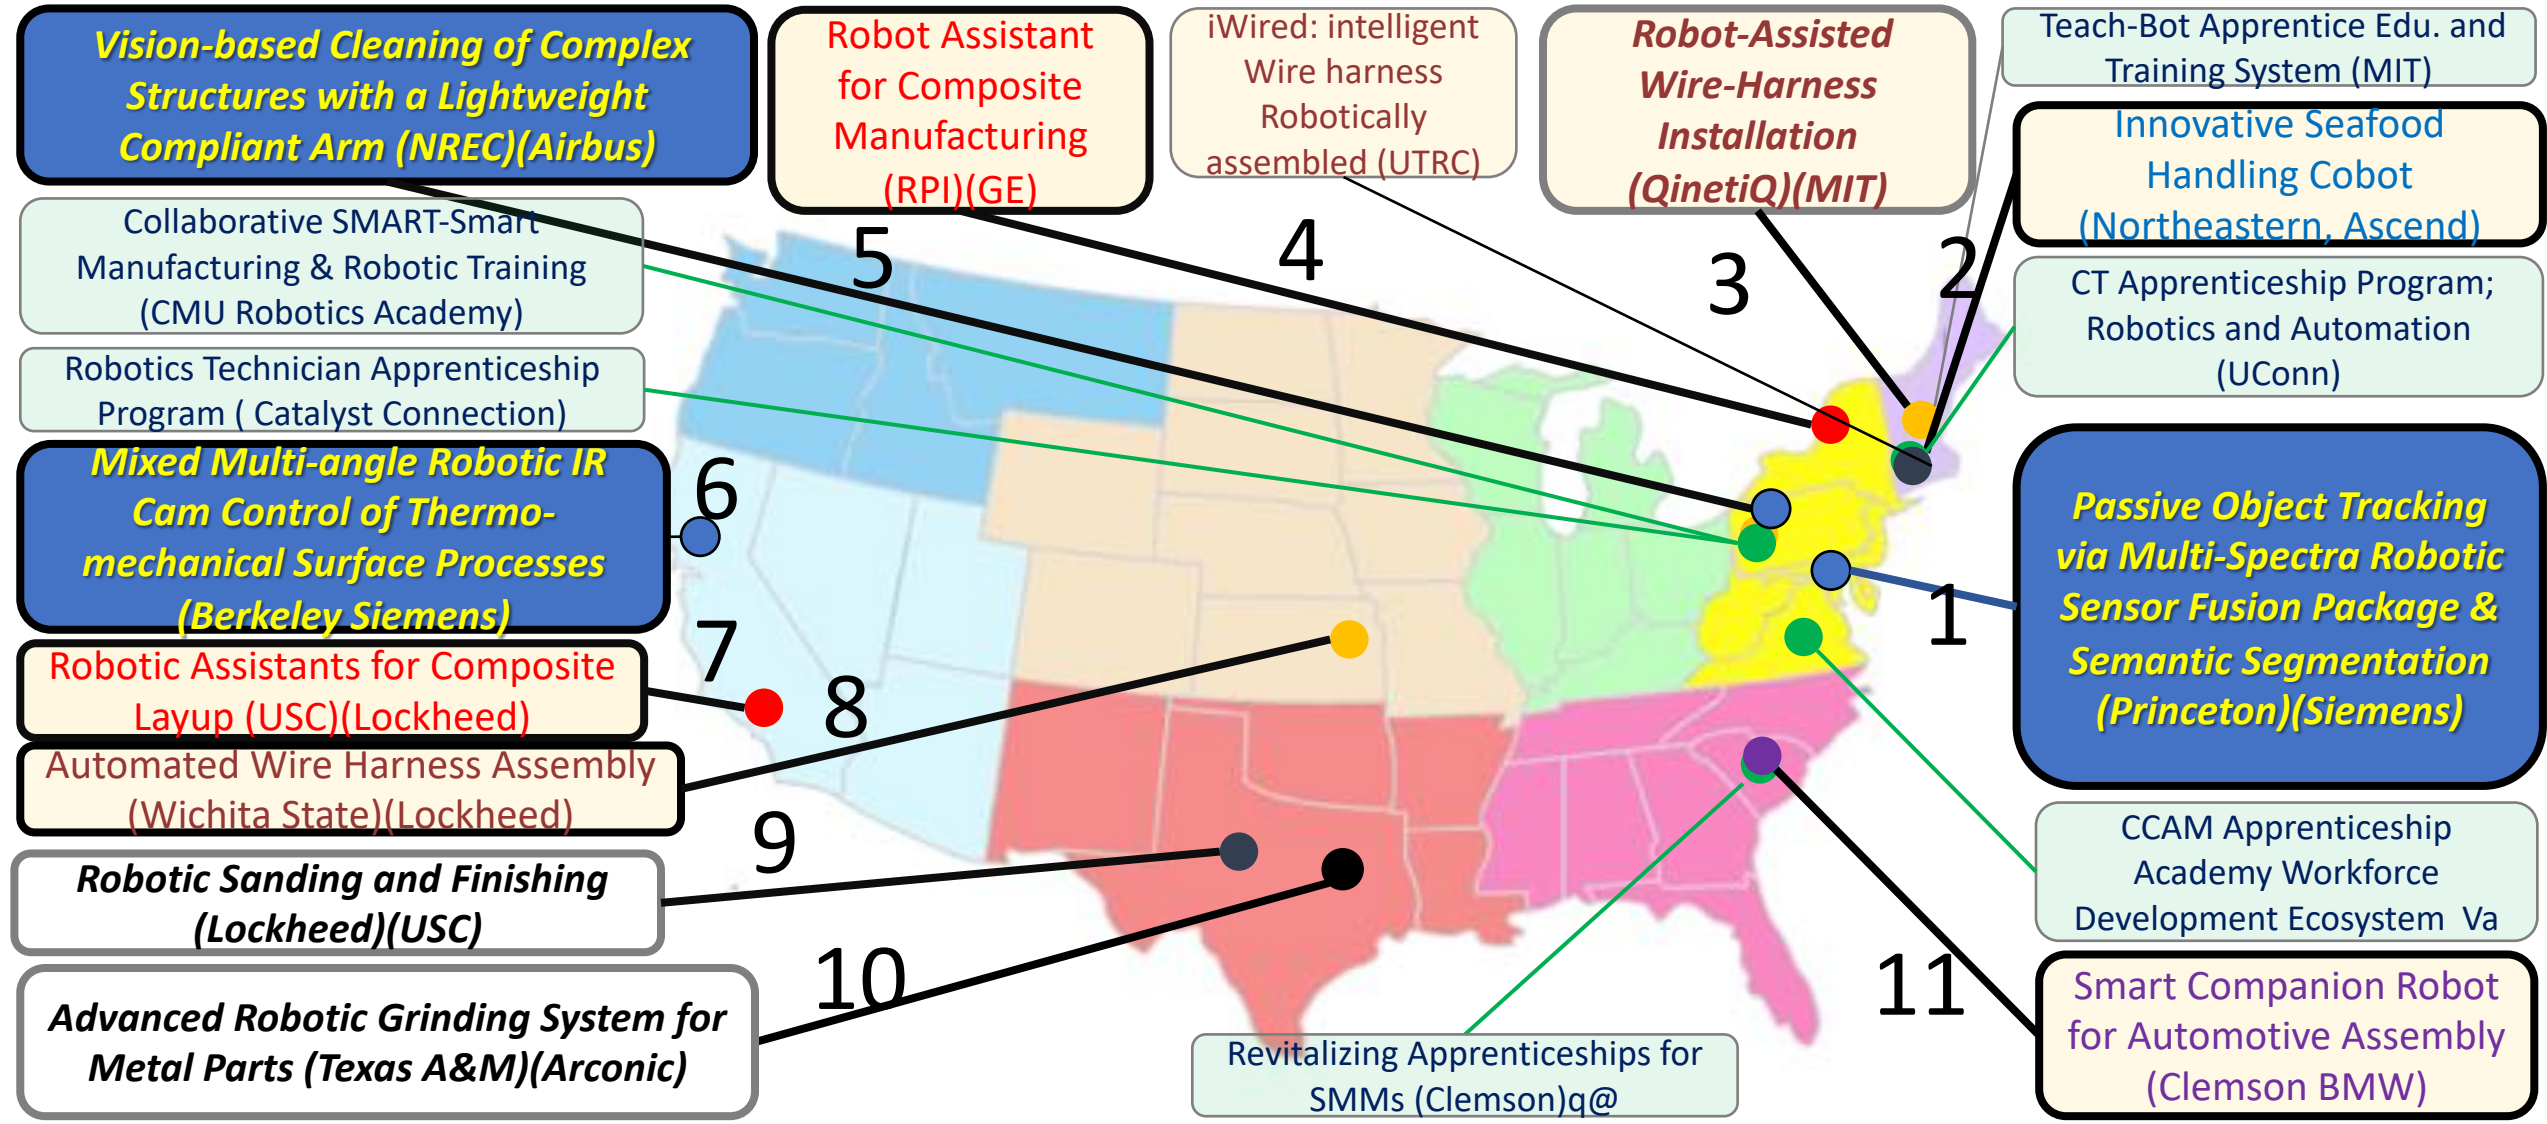 Vision-based Cleaning of Complex
Structures with a Lightweight
Compliant Arm (NREC)(Airbus)
Robot Assistant
for Composite
Manufacturing
(RPI)(GE)
iWired: intelligent
Wire harness
Robotically
assembled (UTRC)
Robot-Assisted
Wire-Harness
Installation
(QinetiQ)(MIT)
Teach-Bot Apprentice Edu. and
Training System (MIT)
Innovative Seafood
Handling Cobot
(Northeastern, Ascend)
Collaborative SMART-Smart
Manufacturing & Robotic Training
(CMU Robotics Academy)
5
4
3
2
CT Apprenticeship Program;
Robotics and Automation
(UConn)
Robotics Technician Apprenticeship
Program ( Catalyst Connection)
Mixed Multi-angle Robotic IR
Cam Control of Thermo-
mechanical Surface Processes
(Berkeley Siemens)
6
Passive Object Tracking
via Multi-Spectra Robotic
Sensor Fusion Package &
Semantic Segmentation
(Princeton)(Siemens)
1
Robotic Assistants for Composite
Layup (USC)(Lockheed)
7
8
Automated Wire Harness Assembly
(Wichita State)(Lockheed)
9
Robotic Sanding and Finishing
(Lockheed)(USC)
CCAM Apprenticeship
Academy Workforce
Development Ecosystem  Va
10
Advanced Robotic Grinding System for
Metal Parts (Texas A&M)(Arconic)
11
Revitalizing Apprenticeships for
SMMs (Clemson)q@
Smart Companion Robot
for Automotive Assembly
(Clemson BMW)